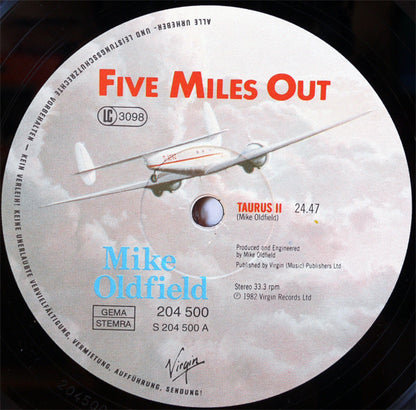 ALLE URHEBER- UND LEISTUNGSSCHUTZRECHTE VORBEHALTEN – KEIN VERLEIH! KEINE UNERLAUBTE VERVIELFÄLTIGUNG, VERMIETUNG, AUFFÜHRUNG, SENDUNG!
FIVE MILES OUT
LC 3098
TAURUS II 24.47
(Mike Oldfield)
Produced and Engineered
by Mike Oldfield
Published by Virgin (Music) Publishers Ltd
Mike
Oldfield
Stereo 33.3 rpm
℗ 1982 Virgin Records Ltd
GEMA
STEMRA
204 500
S 204 500 A
Virgin